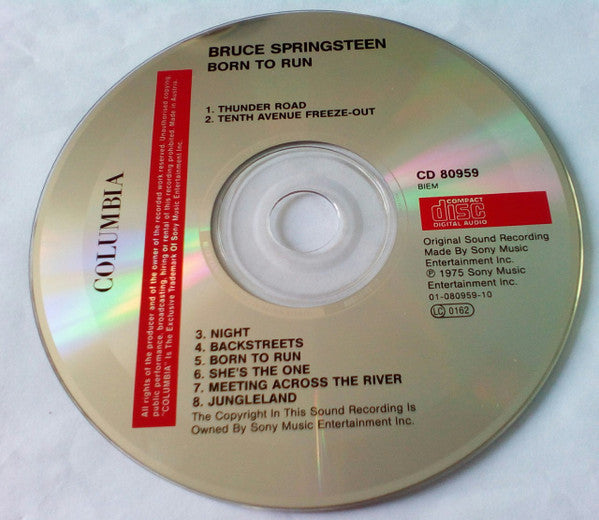 BRUCE SPRINGSTEEN
BORN TO RUN
1. THUNDER ROAD
2. TENTH AVENUE FREEZE-OUT
COLUMBIA
All rights of the producer and of the owner of the recorded work reserved. Unauthorised copying,
public performance, broadcasting, hiring or rental of this recording prohibited. Made in Austria.
"COLUMBIA" Is The Exclusive Trademark Of Sony Music Entertainment Inc.
CD 80959
BIEM
COMPACT
disc
DIGITAL AUDIO
Original Sound Recording
Made By Sony Music
Entertainment Inc.
℗ 1975 Sony Music
Entertainment Inc.
01-080959-10
LC 0162
3. NIGHT
4. BACKSTREETS
5. BORN TO RUN
6. SHE'S THE ONE
7. MEETING ACROSS THE RIVER
8. JUNGLELAND
The Copyright In This Sound Recording Is
Owned By Sony Music Entertainment Inc.